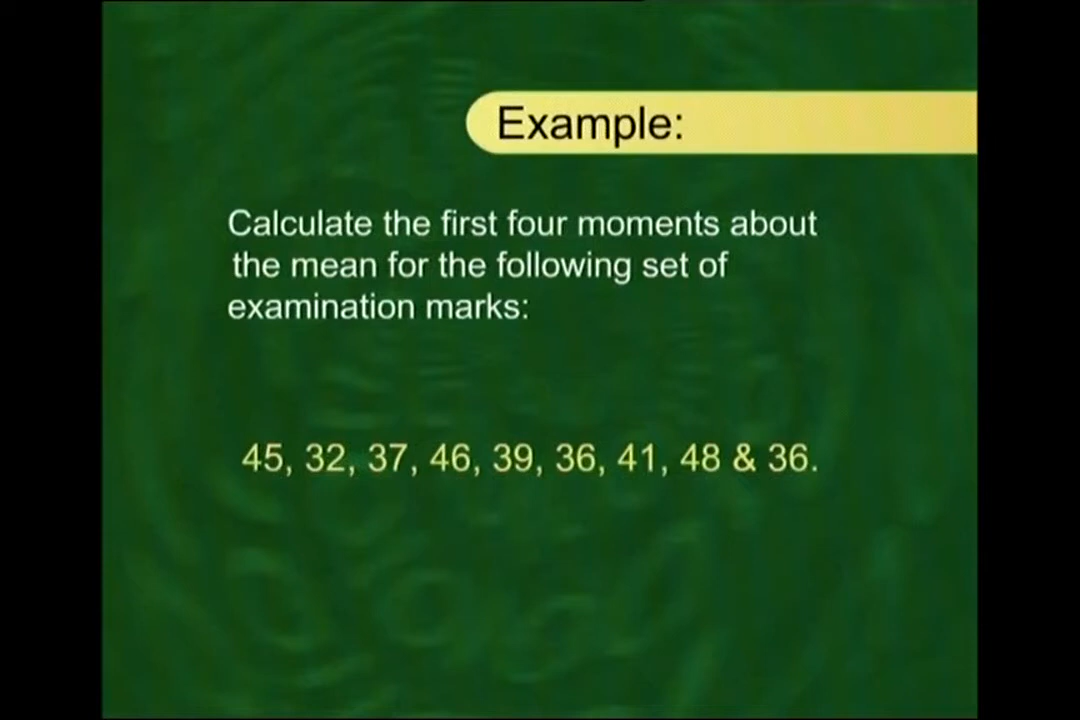 Example:
Calculate the first four moments about
the mean for the following set of
examination marks:
45, 32, 37, 46, 39, 36, 41, 48 & 36.